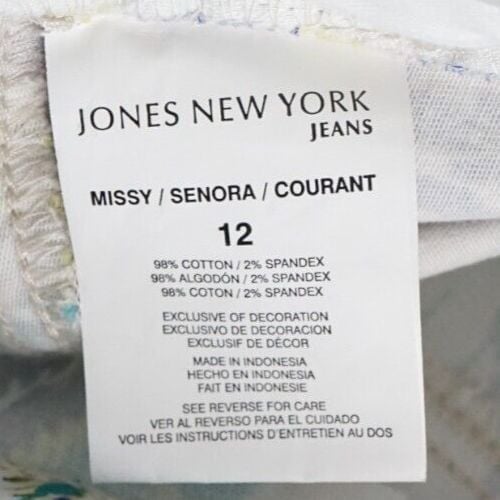 JONES NEW YORK
JEANS
MISSY / SENORA / COURANT
12
98% COTTON / 2% SPANDEX
98% ALGODÓN / 2% SPANDEX
98% COTON / 2% SPANDEX
EXCLUSIVE OF DECORATION
EXCLUSIVO DE DECORACION
EXCLUSIF DE DÉCOR
MADE IN INDONESIA
HECHO EN INDONESIA
FAIT EN INDONESIE
SEE REVERSE FOR CARE
VER AL REVERSO PARA EL CUIDADO
VOIR LES INSTRUCTIONS D'ENTRETIEN AU DOS